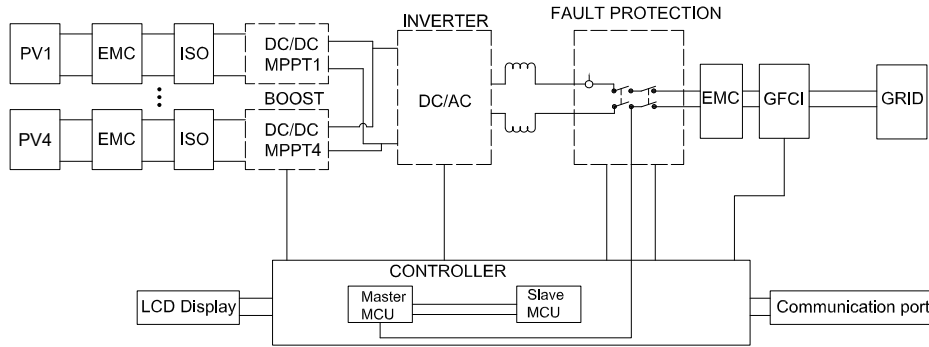 FAULT PROTECTION
INVERTER
PV1
EMC
ISO
DC/DC
MPPT1
BOOST
PV4
EMC
ISO
DC/DC
MPPT4
DC/AC
EMC
GFCI
GRID
CONTROLLER
LCD Display
Master
MCU
Slave
MCU
Communication port